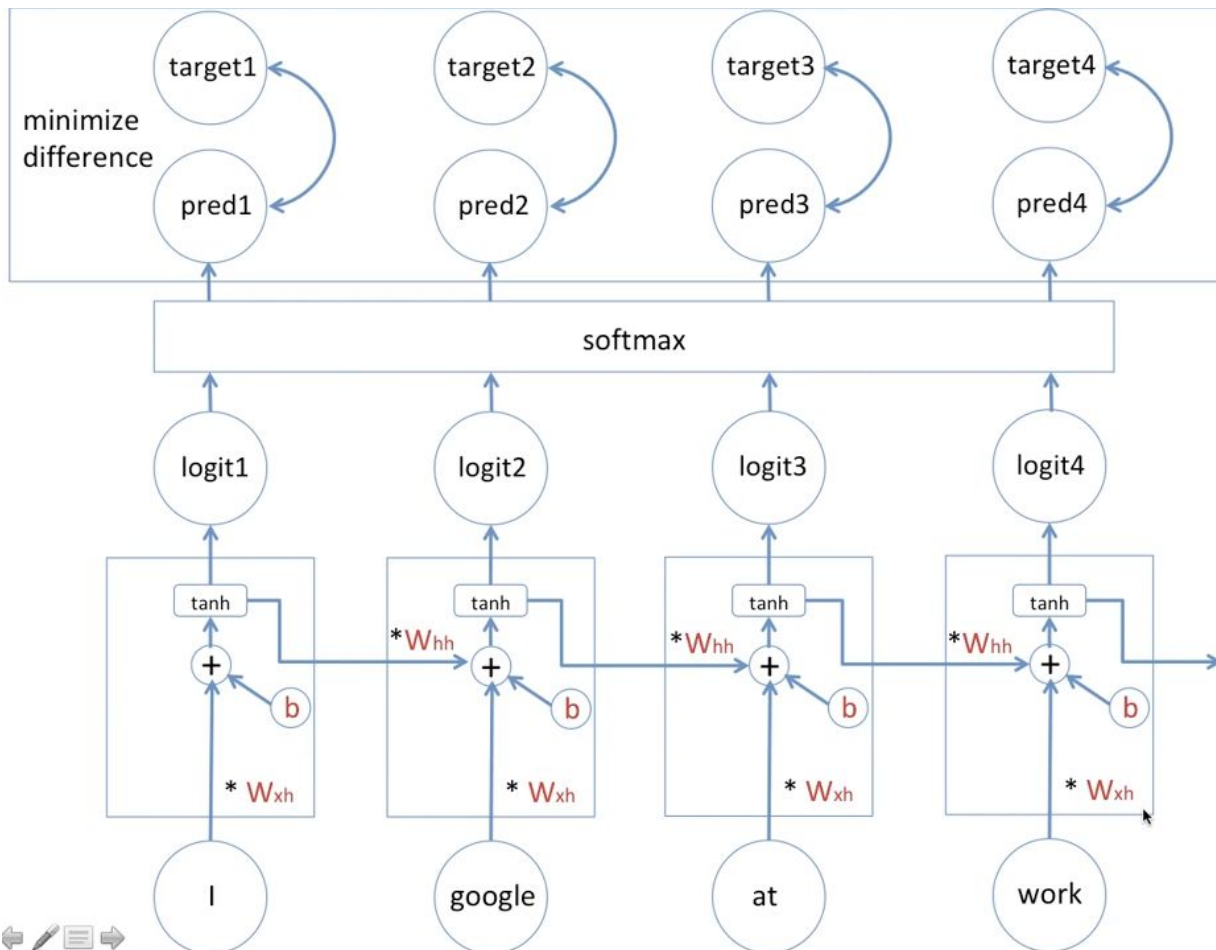 target1 target2 target3 target4
minimize
difference
pred1 pred2 pred3 pred4
softmax
logit1 logit2 logit3 logit4
tanh tanh tanh tanh
*Whh *Whh *Whh
+ + + +
b b b b
* Wxh * Wxh * Wxh * Wxh
I google at work